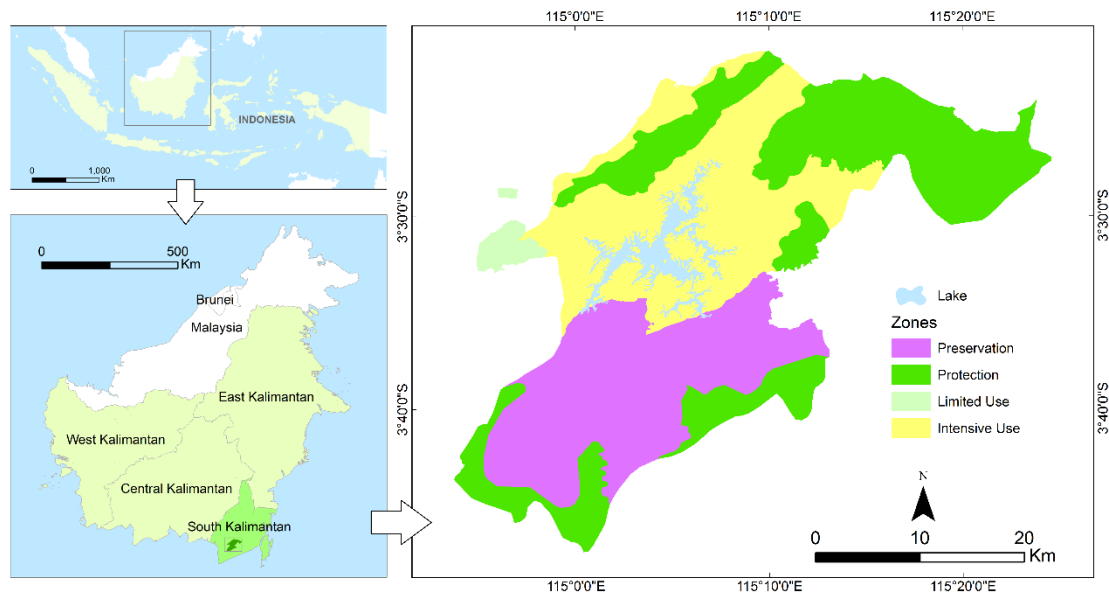 115°0'0"E
115°10'0"E
115°20'0"E
INDONESIA
0 1,000
Km
0 500
Km
Brunei
Malaysia
East Kalimantan
West Kalimantan
Central Kalimantan
South Kalimantan
3°30'0"S
3°30'0"S
3°40'0"S
3°40'0"S
Lake
Zones
Preservation
Protection
Limited Use
Intensive Use
N
0 10 20
Km
115°0'0"E
115°10'0"E
115°20'0"E